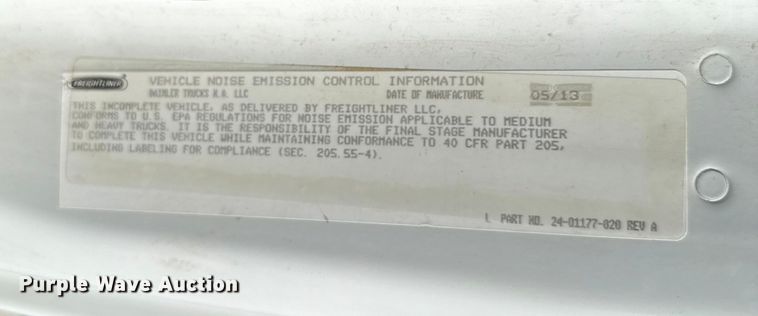 FREIGHTLINER VEHICLE NOISE EMISSION CONTROL INFORMATION
DAIMLER TRUCKS N.A. LLC DATE OF MANUFACTURE 05/13
THIS INCOMPLETE VEHICLE, AS DELIVERED BY FREIGHTLINER LLC,
CONFORMS TO U.S. EPA REGULATIONS FOR NOISE EMISSION APPLICABLE TO MEDIUM
AND HEAVY TRUCKS. IT IS THE RESPONSIBILITY OF THE FINAL STAGE MANUFACTURER
TO COMPLETE THIS VEHICLE WHILE MAINTAINING CONFORMANCE TO 40 CFR PART 205,
INCLUDING LABELING FOR COMPLIANCE (SEC. 205.55-4).
L PART NO. 24-01177-020 REV A
Purple Wave Auction